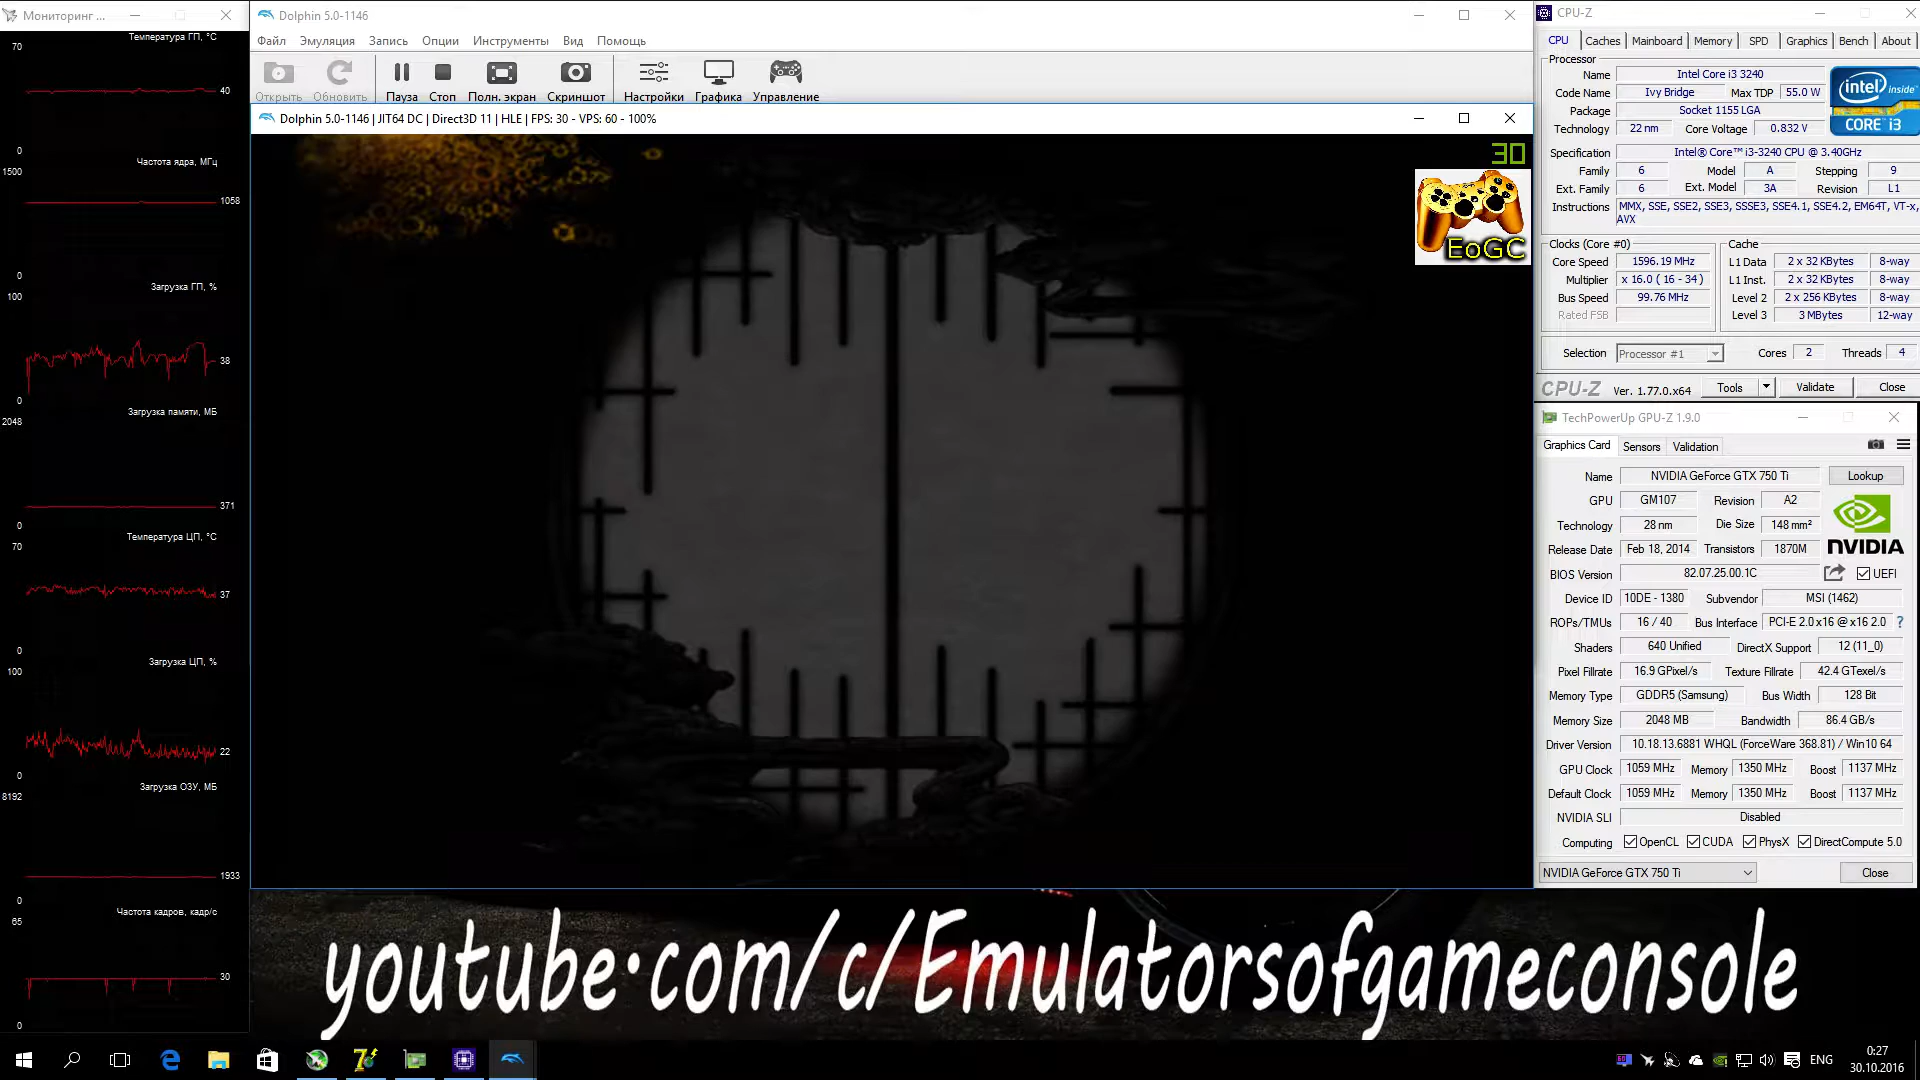 Мониторинг ...
Температура ГП, °C
70
40
0
Частота ядра, МГц
1500
1058
0
Загрузка ГП, %
100
38
0
Загрузка памяти, МБ
2048
371
0
Температура ЦП, °C
70
37
0
Загрузка ЦП, %
100
22
0
Загрузка ОЗУ, МБ
8192
1933
0
Частота кадров, кадр/с
65
30
0
Dolphin 5.0-1146
Файл Эмуляция Запись Опции Инструменты Вид Помощь
Открыть Обновить Пауза Стоп Полн. экран Скриншот Настройки Графика Управление
Dolphin 5.0-1146 | JIT64 DC | Direct3D 11 | HLE | FPS: 30 - VPS: 60 - 100%
30
EoGC
CPU-Z
CPU Caches Mainboard Memory SPD Graphics Bench About
Processor
Name Intel Core i3 3240
Code Name Ivy Bridge Max TDP 55.0 W
Package Socket 1155 LGA
Technology 22 nm Core Voltage 0.832 V
intel inside™
CORE i3
Specification Intel® Core™ i3-3240 CPU @ 3.40GHz
Family 6 Model A Stepping 9
Ext. Family 6 Ext. Model 3A Revision L1
Instructions MMX, SSE, SSE2, SSE3, SSSE3, SSE4.1, SSE4.2, EM64T, VT-x,
AVX
Clocks (Core #0) Cache
Core Speed 1596.19 MHz L1 Data 2 x 32 KBytes 8-way
Multiplier x 16.0 ( 16 - 34 ) L1 Inst. 2 x 32 KBytes 8-way
Bus Speed 99.76 MHz Level 2 2 x 256 KBytes 8-way
Rated FSB Level 3 3 MBytes 12-way
Selection Processor #1 Cores 2 Threads 4
CPU-Z Ver. 1.77.0.x64 Tools Validate Close
TechPowerUp GPU-Z 1.9.0
Graphics Card Sensors Validation
Name NVIDIA GeForce GTX 750 Ti Lookup
GPU GM107 Revision A2
Technology 28 nm Die Size 148 mm²
Release Date Feb 18, 2014 Transistors 1870M
NVIDIA
BIOS Version 82.07.25.00.1C UEFI
Device ID 10DE - 1380 Subvendor MSI (1462)
ROPs/TMUs 16 / 40 Bus Interface PCI-E 2.0 x16 @ x16 2.0 ?
Shaders 640 Unified DirectX Support 12 (11_0)
Pixel Fillrate 16.9 GPixel/s Texture Fillrate 42.4 GTexel/s
Memory Type GDDR5 (Samsung) Bus Width 128 Bit
Memory Size 2048 MB Bandwidth 86.4 GB/s
Driver Version 10.18.13.6881 WHQL (ForceWare 368.81) / Win10 64
GPU Clock 1059 MHz Memory 1350 MHz Boost 1137 MHz
Default Clock 1059 MHz Memory 1350 MHz Boost 1137 MHz
NVIDIA SLI Disabled
Computing OpenCL CUDA PhysX DirectCompute 5.0
NVIDIA GeForce GTX 750 Ti Close
youtube.com/c/Emulatorsofgameconsole
ENG
0:27
30.10.2016